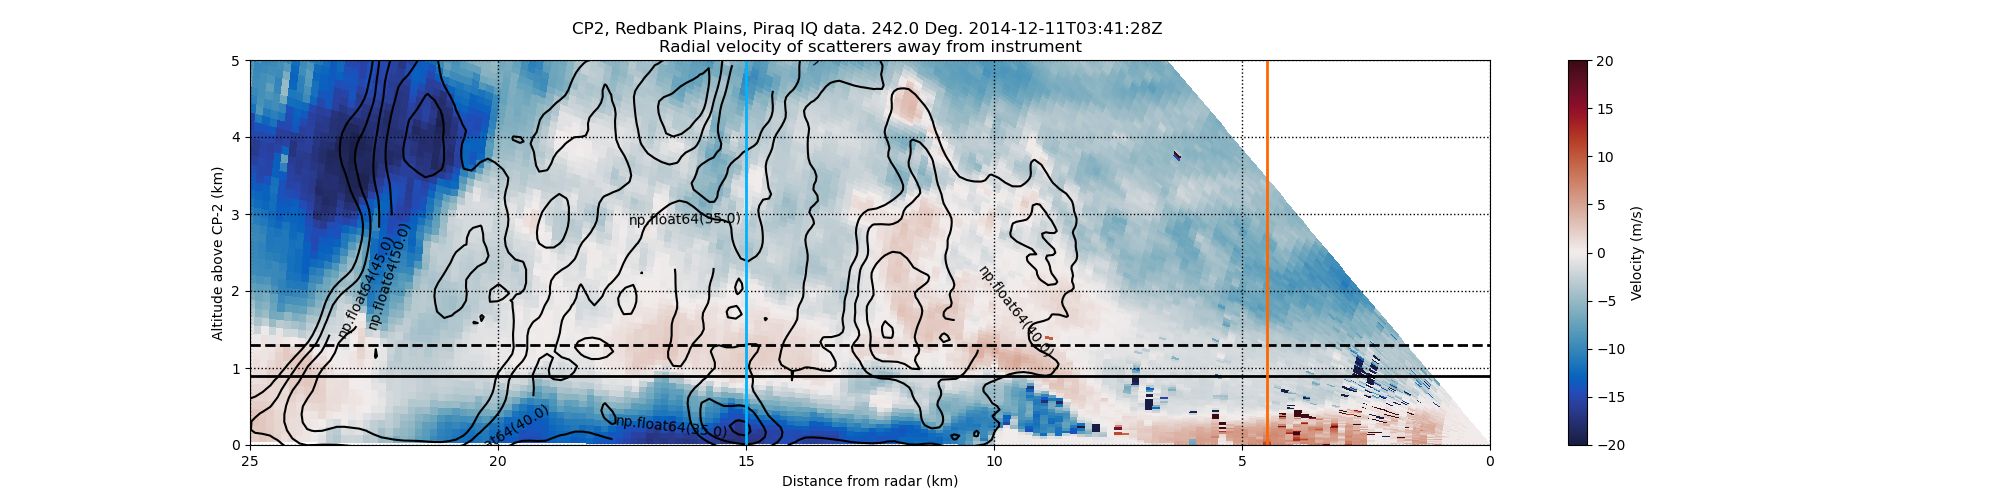 CP2, Redbank Plains, Piraq IQ data. 242.0 Deg. 2014-12-11T03:41:28Z
Radial velocity of scatterers away from instrument
Altitude above CP-2 (km)
5
4
3
2
1
0
np.float64(45.0)
np.float64(50.0)
np.float64(35.0)
np.float64(40.0)
at64(40.0)
np.float64(35.0)
25
20
15
10
5
0
Distance from radar (km)
20
15
10
5
0
−5
−10
−15
−20
Velocity (m/s)